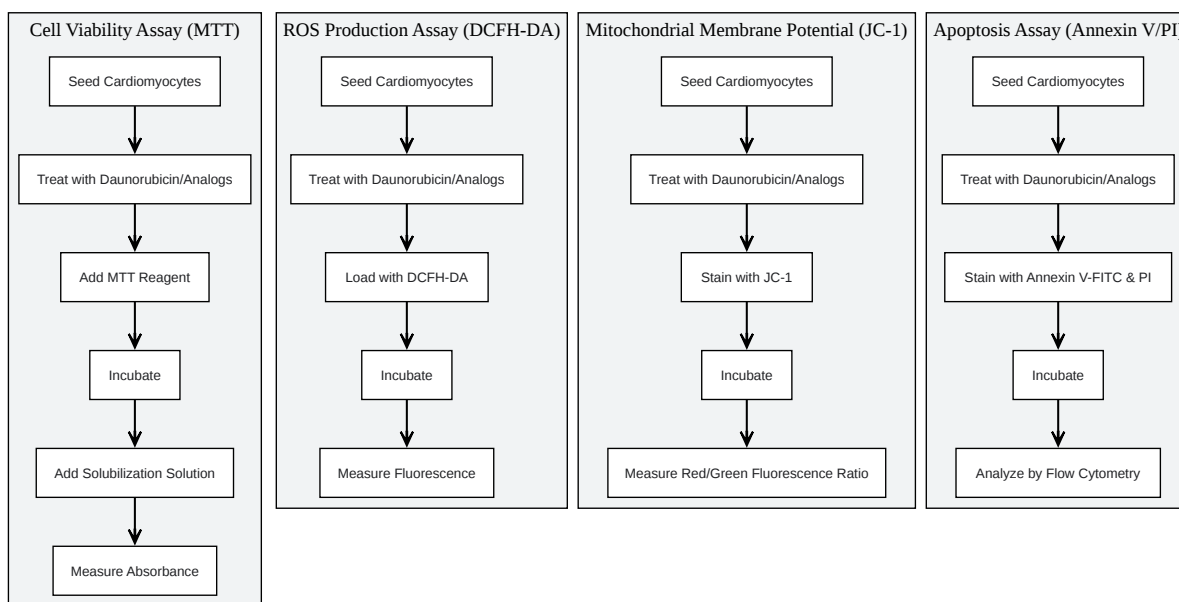 Cell Viability Assay (MTT)
Seed Cardiomyocytes
Treat with Daunorubicin/Analogs
Add MTT Reagent
Incubate
Add Solubilization Solution
Measure Absorbance
ROS Production Assay (DCFH-DA)
Seed Cardiomyocytes
Treat with Daunorubicin/Analogs
Load with DCFH-DA
Incubate
Measure Fluorescence
Mitochondrial Membrane Potential (JC-1)
Seed Cardiomyocytes
Treat with Daunorubicin/Analogs
Stain with JC-1
Incubate
Measure Red/Green Fluorescence Ratio
Apoptosis Assay (Annexin V/PI)
Seed Cardiomyocytes
Treat with Daunorubicin/Analogs
Stain with Annexin V-FITC & PI
Incubate
Analyze by Flow Cytometry